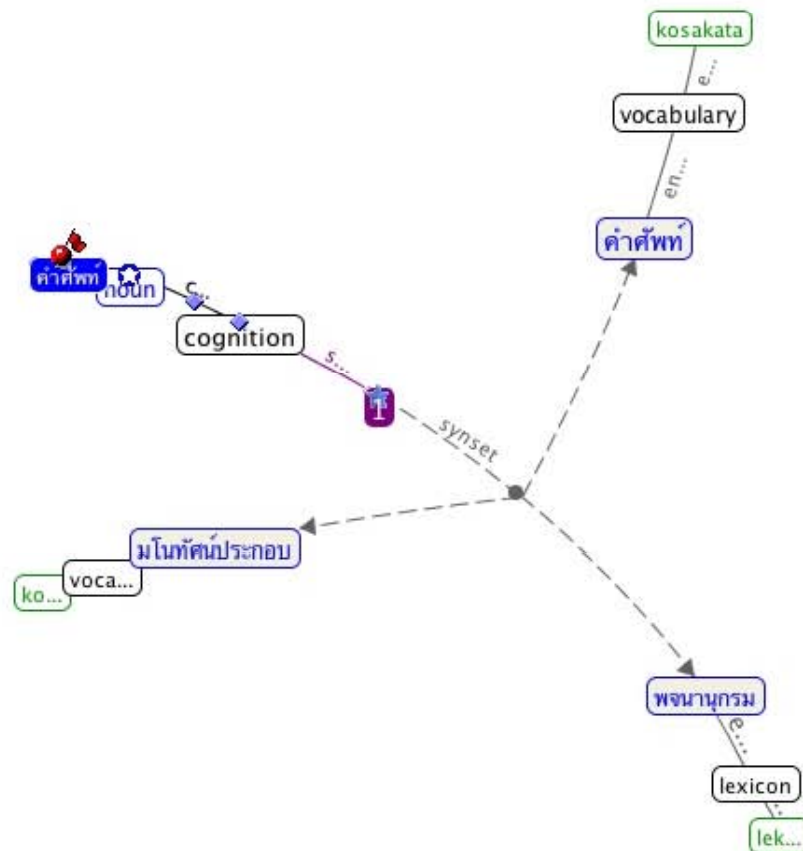 kosakata
e...
vocabulary
en...
คำศัพท์
คำศัพท์
noun
c...
cognition
s...
1
synset
มโนทัศน์ประกอบ
voca...
ko...
พจนานุกรม
e...
lexicon
lek...